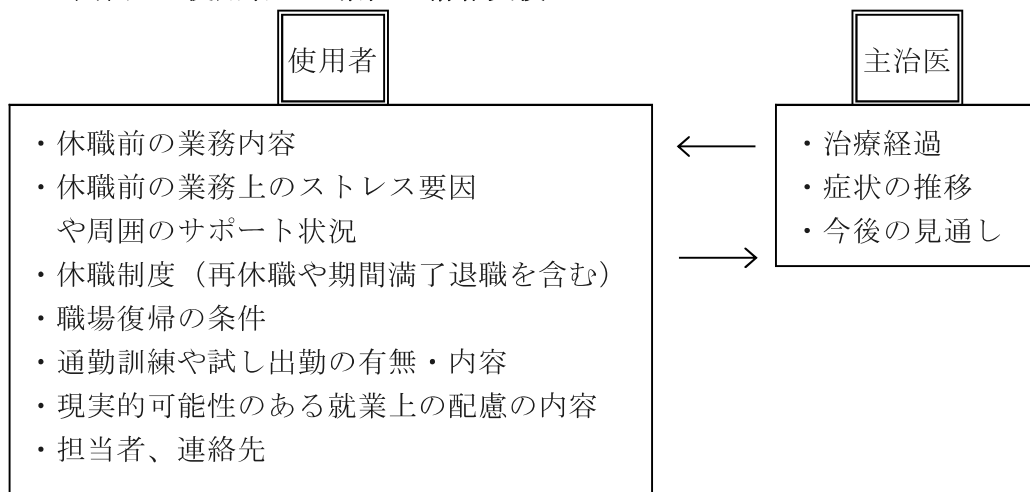 使用者
・休職前の業務内容
・休職前の業務上のストレス要因
や周囲のサポート状況
・休職制度（再休職や期間満了退職を含む）
・職場復帰の条件
・通勤訓練や試し出勤の有無・内容
・現実的可能性のある就業上の配慮の内容
・担当者、連絡先
主治医
・治療経過
・症状の推移
・今後の見通し